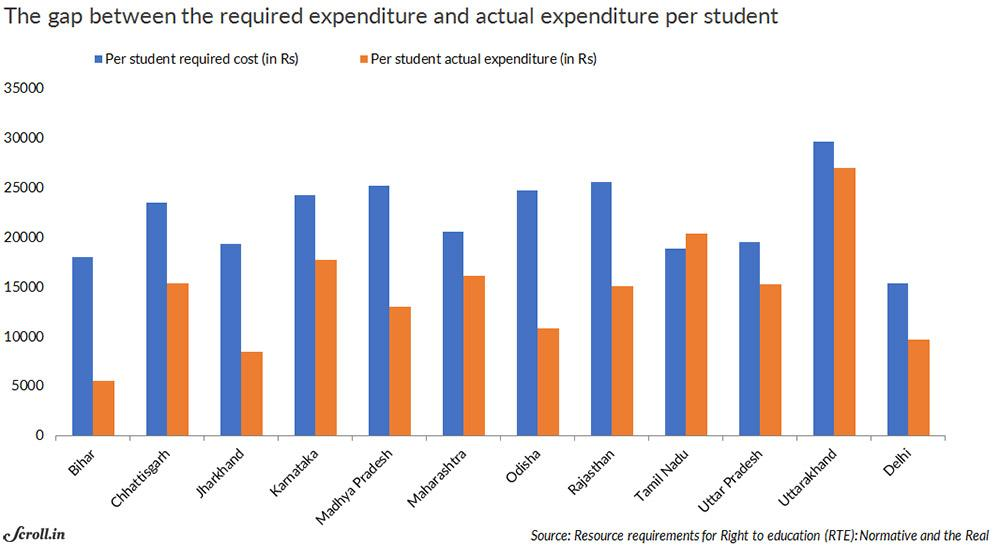 The gap between the required expenditure and actual expenditure per student
Per student required cost (in Rs) Per student actual expenditure (in Rs)
35000
30000
25000
20000
15000
10000
5000
0
Bihar
Chhattisgarh
Jharkhand
Karnataka
Madhya Pradesh
Maharashtra
Odisha
Rajasthan
Tamil Nadu
Uttar Pradesh
Uttarakhand
Delhi
Scroll.in
Source: Resource requirements for Right to education (RTE): Normative and the Real